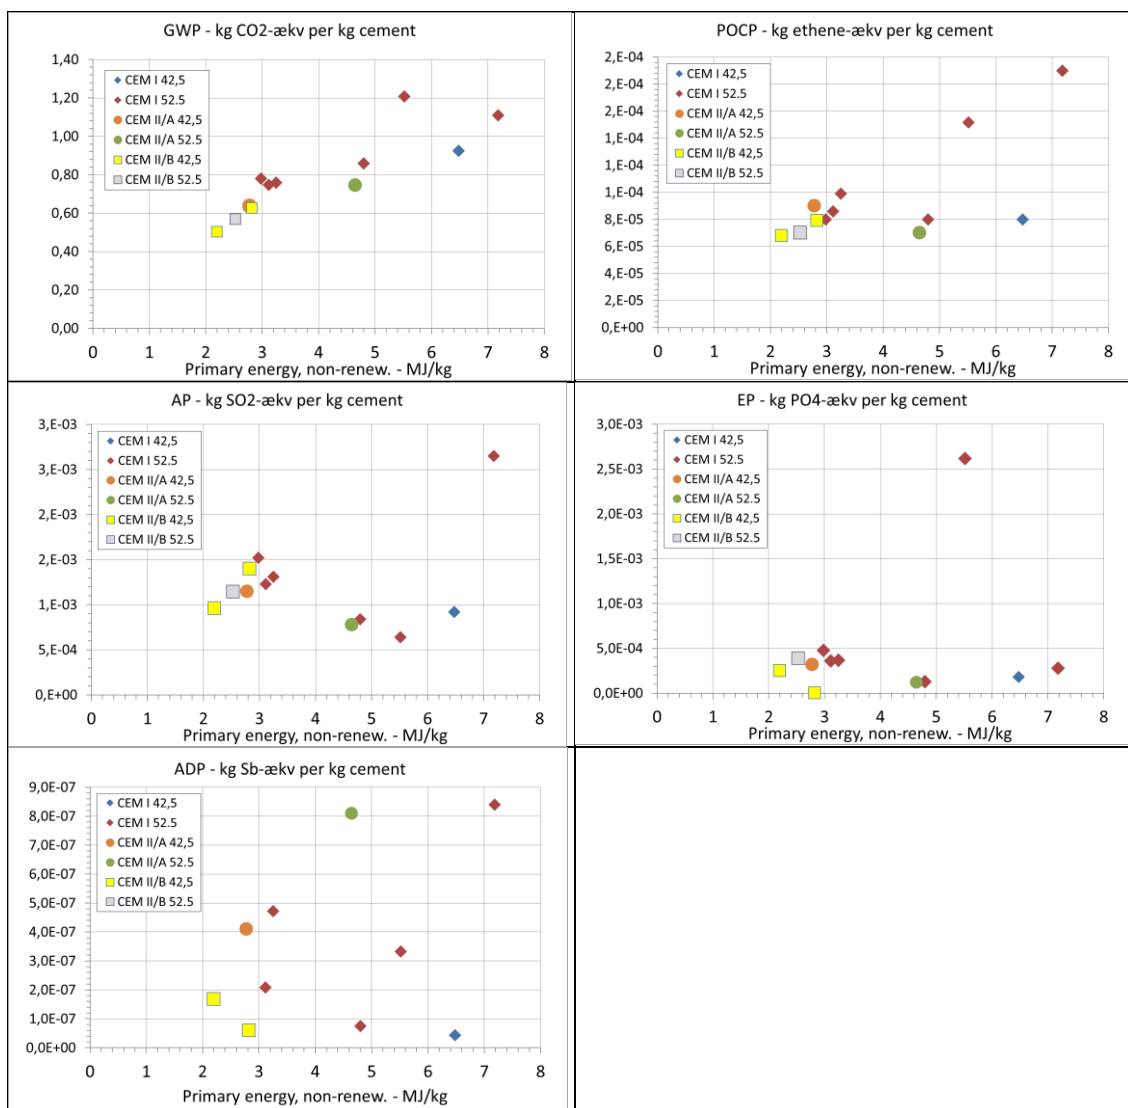 GWP - kg CO2-ækv per kg cement
1,40
1,20
1,00
0,80
0,60
0,40
0,20
0,00
CEM I 42,5
CEM I 52.5
CEM II/A 42,5
CEM II/A 52.5
CEM II/B 42,5
CEM II/B 52.5
0 1 2 3 4 5 6 7 8
Primary energy, non-renew. - MJ/kg
POCP - kg ethene-ækv per kg cement
2,E-04
2,E-04
2,E-04
1,E-04
1,E-04
1,E-04
8,E-05
6,E-05
4,E-05
2,E-05
0,E+00
CEM I 42,5
CEM I 52.5
CEM II/A 42,5
CEM II/A 52.5
CEM II/B 42,5
CEM II/B 52.5
0 1 2 3 4 5 6 7 8
Primary energy, non-renew. - MJ/kg
AP - kg SO2-ækv per kg cement
3,E-03
3,E-03
2,E-03
2,E-03
1,E-03
5,E-04
0,E+00
CEM I 42,5
CEM I 52.5
CEM II/A 42,5
CEM II/A 52.5
CEM II/B 42,5
CEM II/B 52.5
0 1 2 3 4 5 6 7 8
Primary energy, non-renew. - MJ/kg
EP - kg PO4-ækv per kg cement
3,0E-03
2,5E-03
2,0E-03
1,5E-03
1,0E-03
5,0E-04
0,0E+00
CEM I 42,5
CEM I 52.5
CEM II/A 42,5
CEM II/A 52.5
CEM II/B 42,5
CEM II/B 52.5
0 1 2 3 4 5 6 7 8
Primary energy, non-renew. - MJ/kg
ADP - kg Sb-ækv per kg cement
9,0E-07
8,0E-07
7,0E-07
6,0E-07
5,0E-07
4,0E-07
3,0E-07
2,0E-07
1,0E-07
0,0E+00
CEM I 42,5
CEM I 52.5
CEM II/A 42,5
CEM II/A 52.5
CEM II/B 42,5
CEM II/B 52.5
0 1 2 3 4 5 6 7 8
Primary energy, non-renew. - MJ/kg